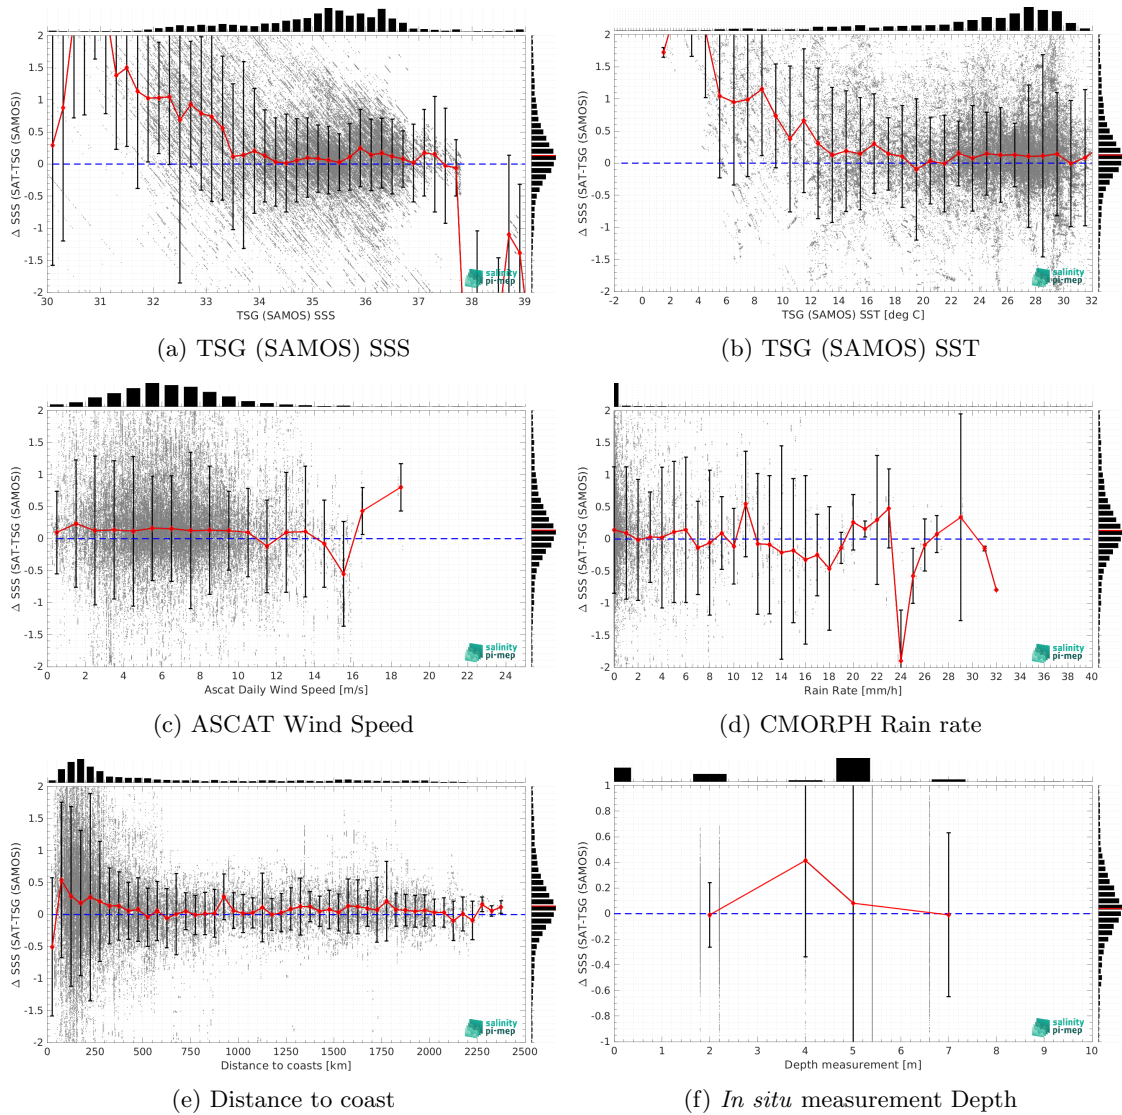 Δ SSS (SAT-TSG (SAMOS))
2
1.5
1
0.5
0
-0.5
-1
-1.5
-2
salinity
pi-mep
30 31 32 33 34 35 36 37 38 39
TSG (SAMOS) SSS
(a) TSG (SAMOS) SSS
Δ SSS (SAT-TSG (SAMOS))
2
1.5
1
0.5
0
-0.5
-1
-1.5
-2
salinity
pi-mep
-2 0 2 4 6 8 10 12 14 16 18 20 22 24 26 28 30 32
TSG (SAMOS) SST [deg C]
(b) TSG (SAMOS) SST
Δ SSS (SAT-TSG (SAMOS))
2
1.5
1
0.5
0
-0.5
-1
-1.5
-2
salinity
pi-mep
0 2 4 6 8 10 12 14 16 18 20 22 24
Ascat Daily Wind Speed [m/s]
(c) ASCAT Wind Speed
Δ SSS (SAT-TSG (SAMOS))
2
1.5
1
0.5
0
-0.5
-1
-1.5
-2
salinity
pi-mep
0 2 4 6 8 10 12 14 16 18 20 22 24 26 28 30 32 34 36 38 40
Rain Rate [mm/h]
(d) CMORPH Rain rate
Δ SSS (SAT-TSG (SAMOS))
2
1.5
1
0.5
0
-0.5
-1
-1.5
-2
salinity
pi-mep
0 250 500 750 1000 1250 1500 1750 2000 2250 2500
Distance to coasts [km]
(e) Distance to coast
Δ SSS (SAT-TSG (SAMOS))
1
0.8
0.6
0.4
0.2
0
-0.2
-0.4
-0.6
-0.8
-1
salinity
pi-mep
0 1 2 3 4 5 6 7 8 9 10
Depth measurement [m]
(f) In situ measurement Depth